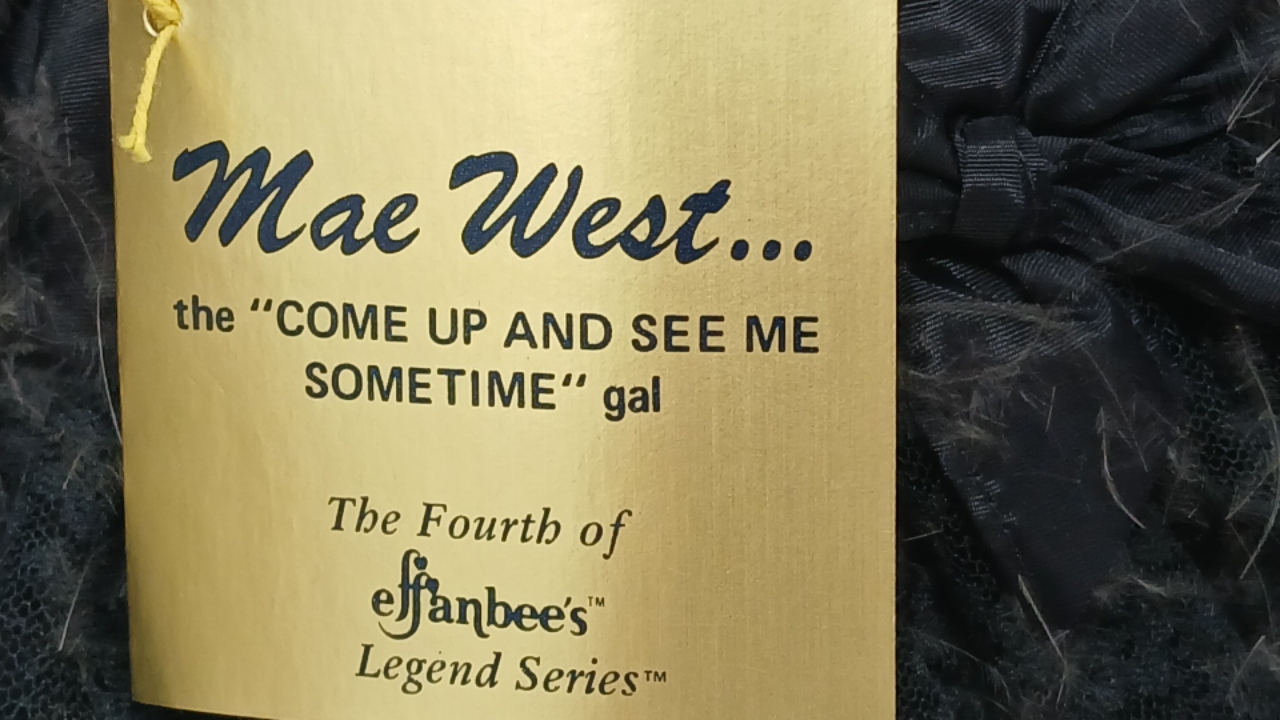 Mae West...
the "COME UP AND SEE ME
SOMETIME" gal
The Fourth of
effanbee's™
Legend Series™